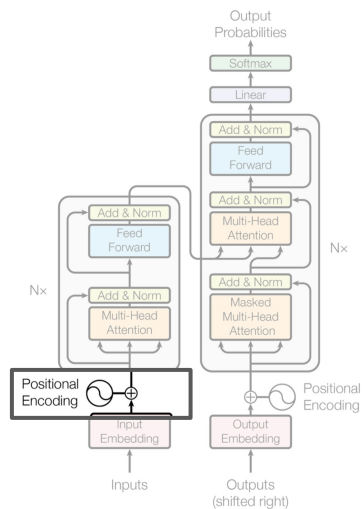 Output
Probabilities
Softmax
Linear
Add & Norm
Feed
Forward
Add & Norm
Multi-Head
Attention
Add & Norm
Masked
Multi-Head
Attention
N×
Add & Norm
Feed
Forward
Add & Norm
Multi-Head
Attention
N×
Positional
Encoding
Positional
Encoding
Input
Embedding
Output
Embedding
Inputs
Outputs
(shifted right)